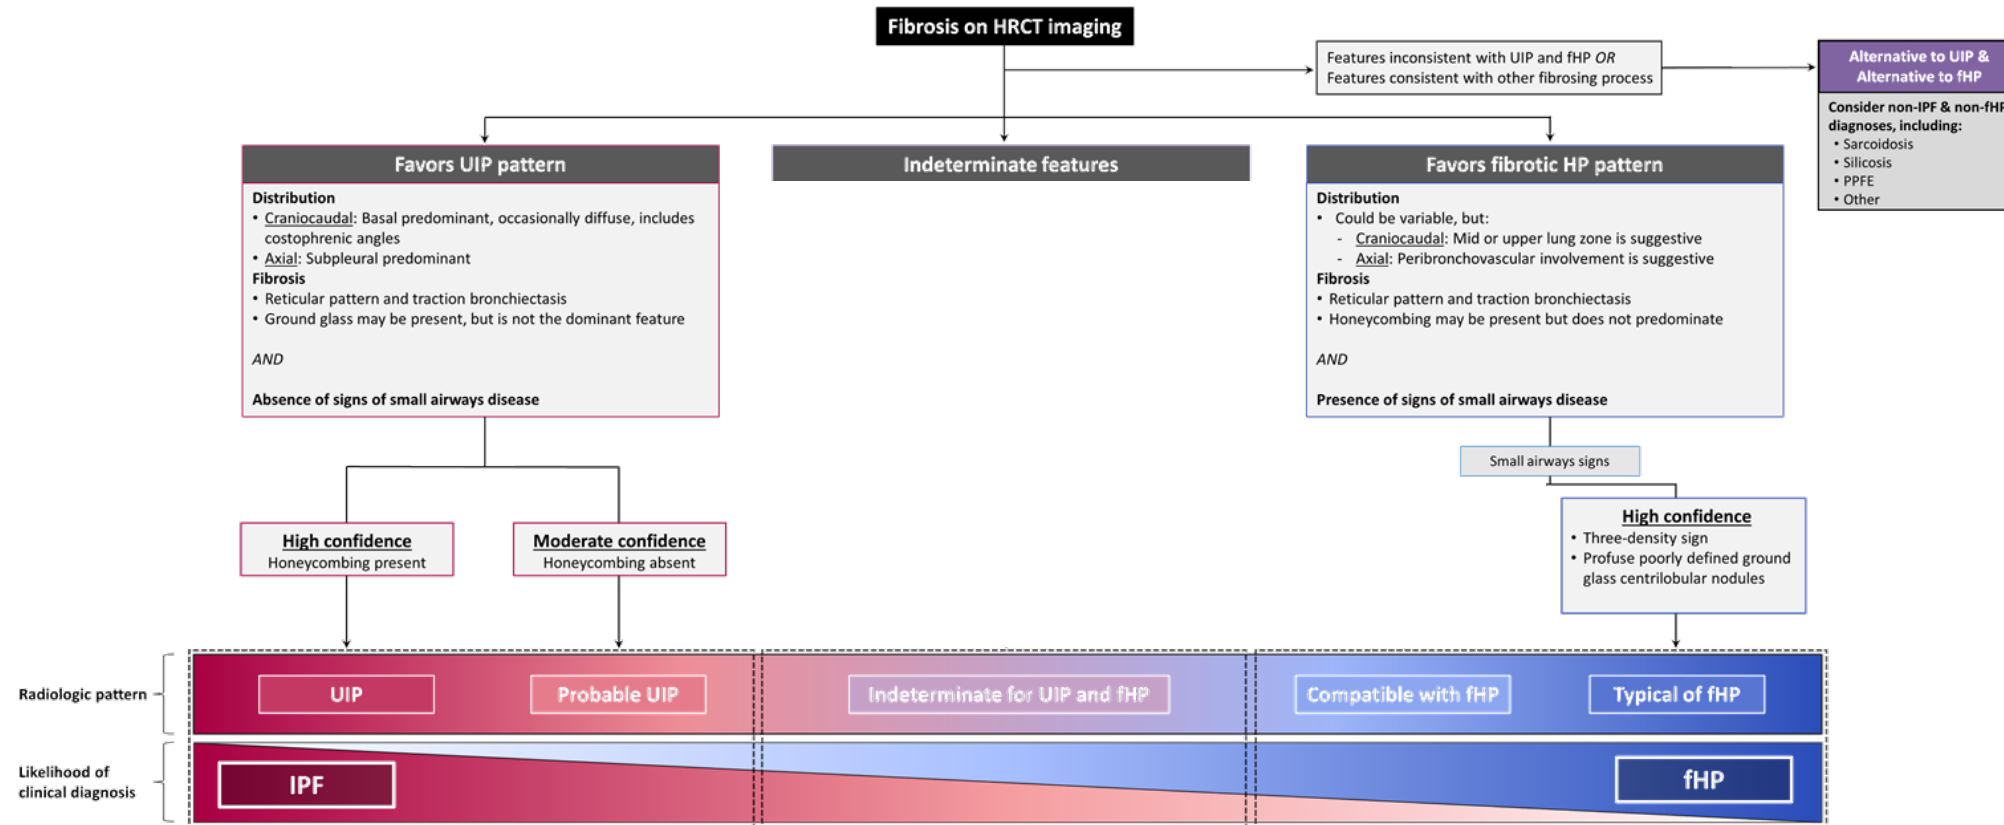 Fibrosis on HRCT imaging
Features inconsistent with UIP and fHP OR
Features consistent with other fibrosing process
Alternative to UIP &
Alternative to fHP
Consider non-IPF & non-fHP
diagnoses, including:
• Sarcoidosis
• Silicosis
• PPFE
• Other
Favors UIP pattern
Distribution
• Craniocaudal: Basal predominant, occasionally diffuse, includes
costophrenic angles
• Axial: Subpleural predominant
Fibrosis
• Reticular pattern and traction bronchiectasis
• Ground glass may be present, but is not the dominant feature
AND
Absence of signs of small airways disease
Indeterminate features
Favors fibrotic HP pattern
Distribution
• Could be variable, but:
- Craniocaudal: Mid or upper lung zone is suggestive
- Axial: Peribronchovascular involvement is suggestive
Fibrosis
• Reticular pattern and traction bronchiectasis
• Honeycombing may be present but does not predominate
AND
Presence of signs of small airways disease
Small airways signs
High confidence
Honeycombing present
Moderate confidence
Honeycombing absent
High confidence
• Three-density sign
• Profuse poorly defined ground
glass centrilobular nodules
Radiologic pattern
UIP
Probable UIP
Indeterminate for UIP and fHP
Compatible with fHP
Typical of fHP
Likelihood of
clinical diagnosis
IPF
fHP